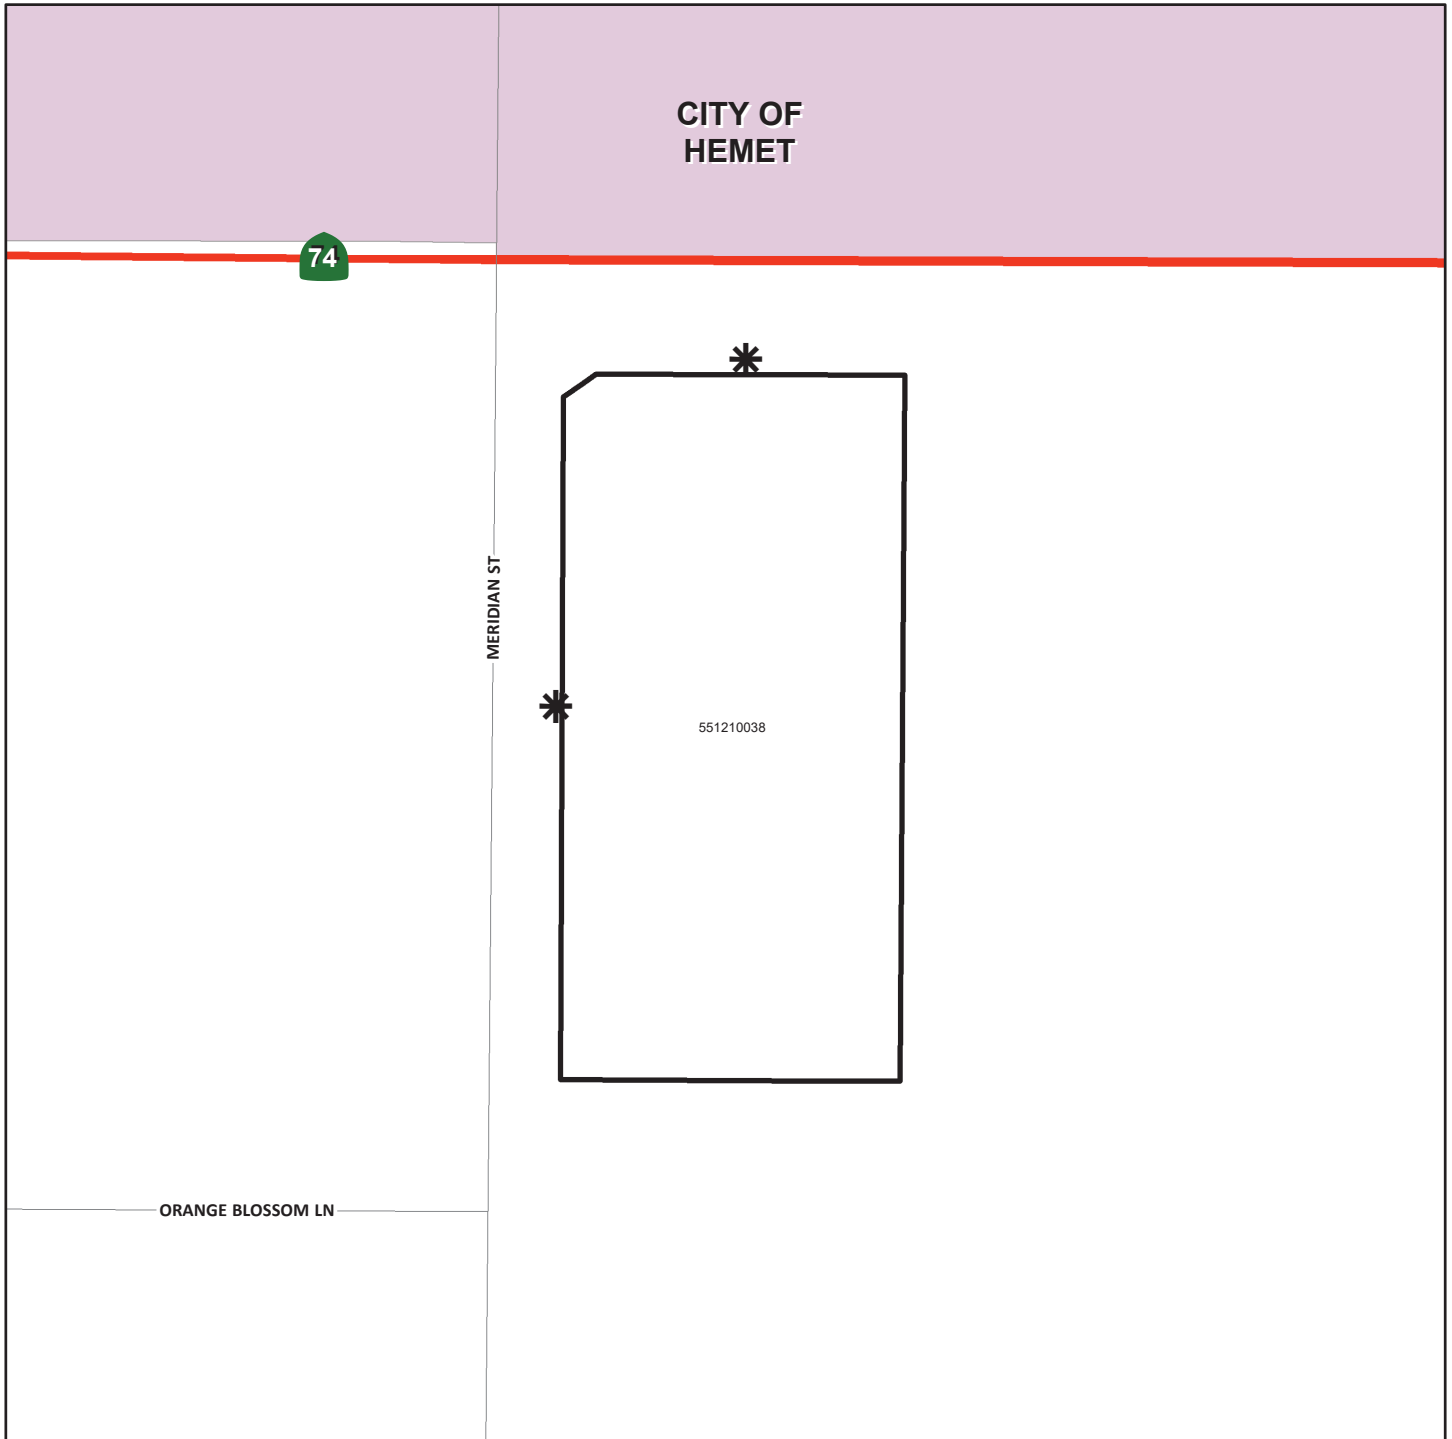 CITY OF
HEMET
74
MERIDIAN ST
551210038
ORANGE BLOSSOM LN